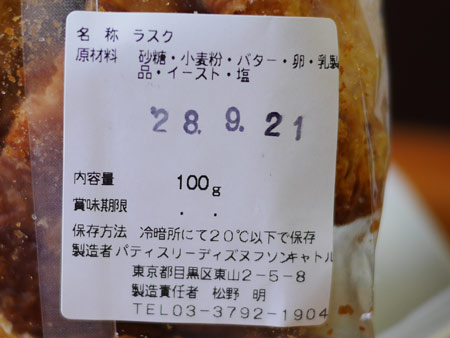 名 称 ラスク
原材料 砂糖・小麦粉・バター・卵・乳製
品・イースト・塩
28. 9. 21
内容量 100g
賞味期限 . .
保存方法 冷暗所にて20℃以下で保存
製造者 パティスリーディズヌフソンキャトル
東京都目黒区東山2-5-8
製造責任者 松野 明
TEL03-3792-1904